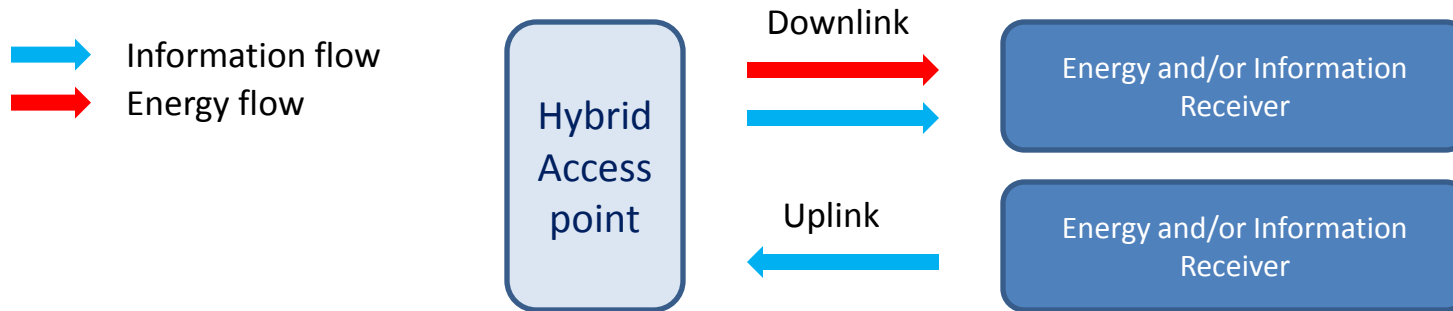 Information flow
Energy flow
Hybrid
Access
point
Downlink
Energy and/or Information
Receiver
Uplink
Energy and/or Information
Receiver